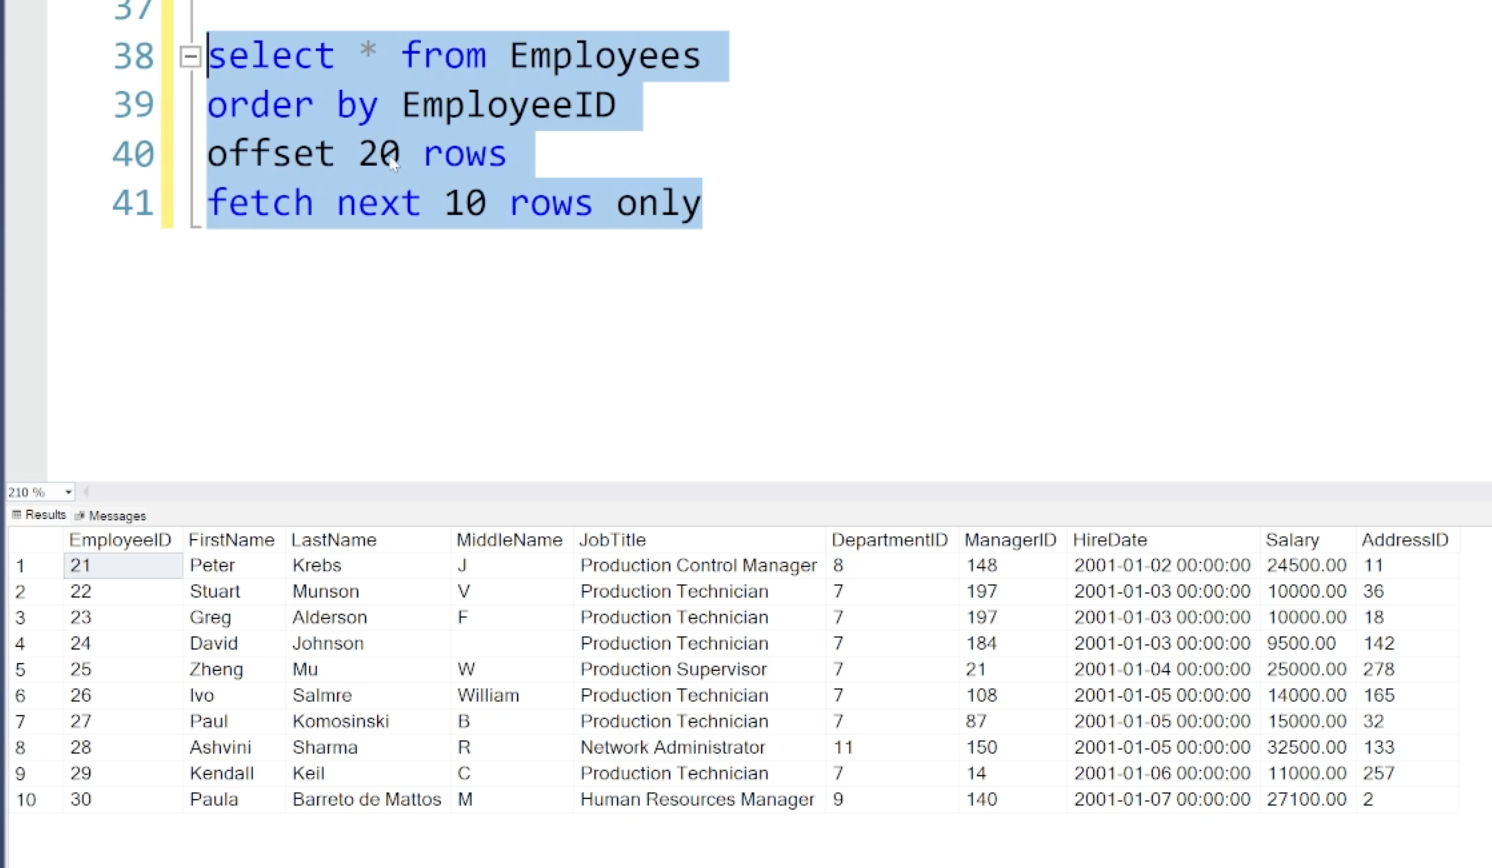 37
38 select * from Employees
39 order by EmployeeID
40 offset 20 rows
41 fetch next 10 rows only
210 %
Results Messages
EmployeeID FirstName LastName MiddleName JobTitle DepartmentID ManagerID HireDate Salary AddressID
1 21 Peter Krebs J Production Control Manager 8 148 2001-01-02 00:00:00 24500.00 11
2 22 Stuart Munson V Production Technician 7 197 2001-01-03 00:00:00 10000.00 36
3 23 Greg Alderson F Production Technician 7 197 2001-01-03 00:00:00 10000.00 18
4 24 David Johnson Production Technician 7 184 2001-01-03 00:00:00 9500.00 142
5 25 Zheng Mu W Production Supervisor 7 21 2001-01-04 00:00:00 25000.00 278
6 26 Ivo Salmre William Production Technician 7 108 2001-01-05 00:00:00 14000.00 165
7 27 Paul Komosinski B Production Technician 7 87 2001-01-05 00:00:00 15000.00 32
8 28 Ashvini Sharma R Network Administrator 11 150 2001-01-05 00:00:00 32500.00 133
9 29 Kendall Keil C Production Technician 7 14 2001-01-06 00:00:00 11000.00 257
10 30 Paula Barreto de Mattos M Human Resources Manager 9 140 2001-01-07 00:00:00 27100.00 2